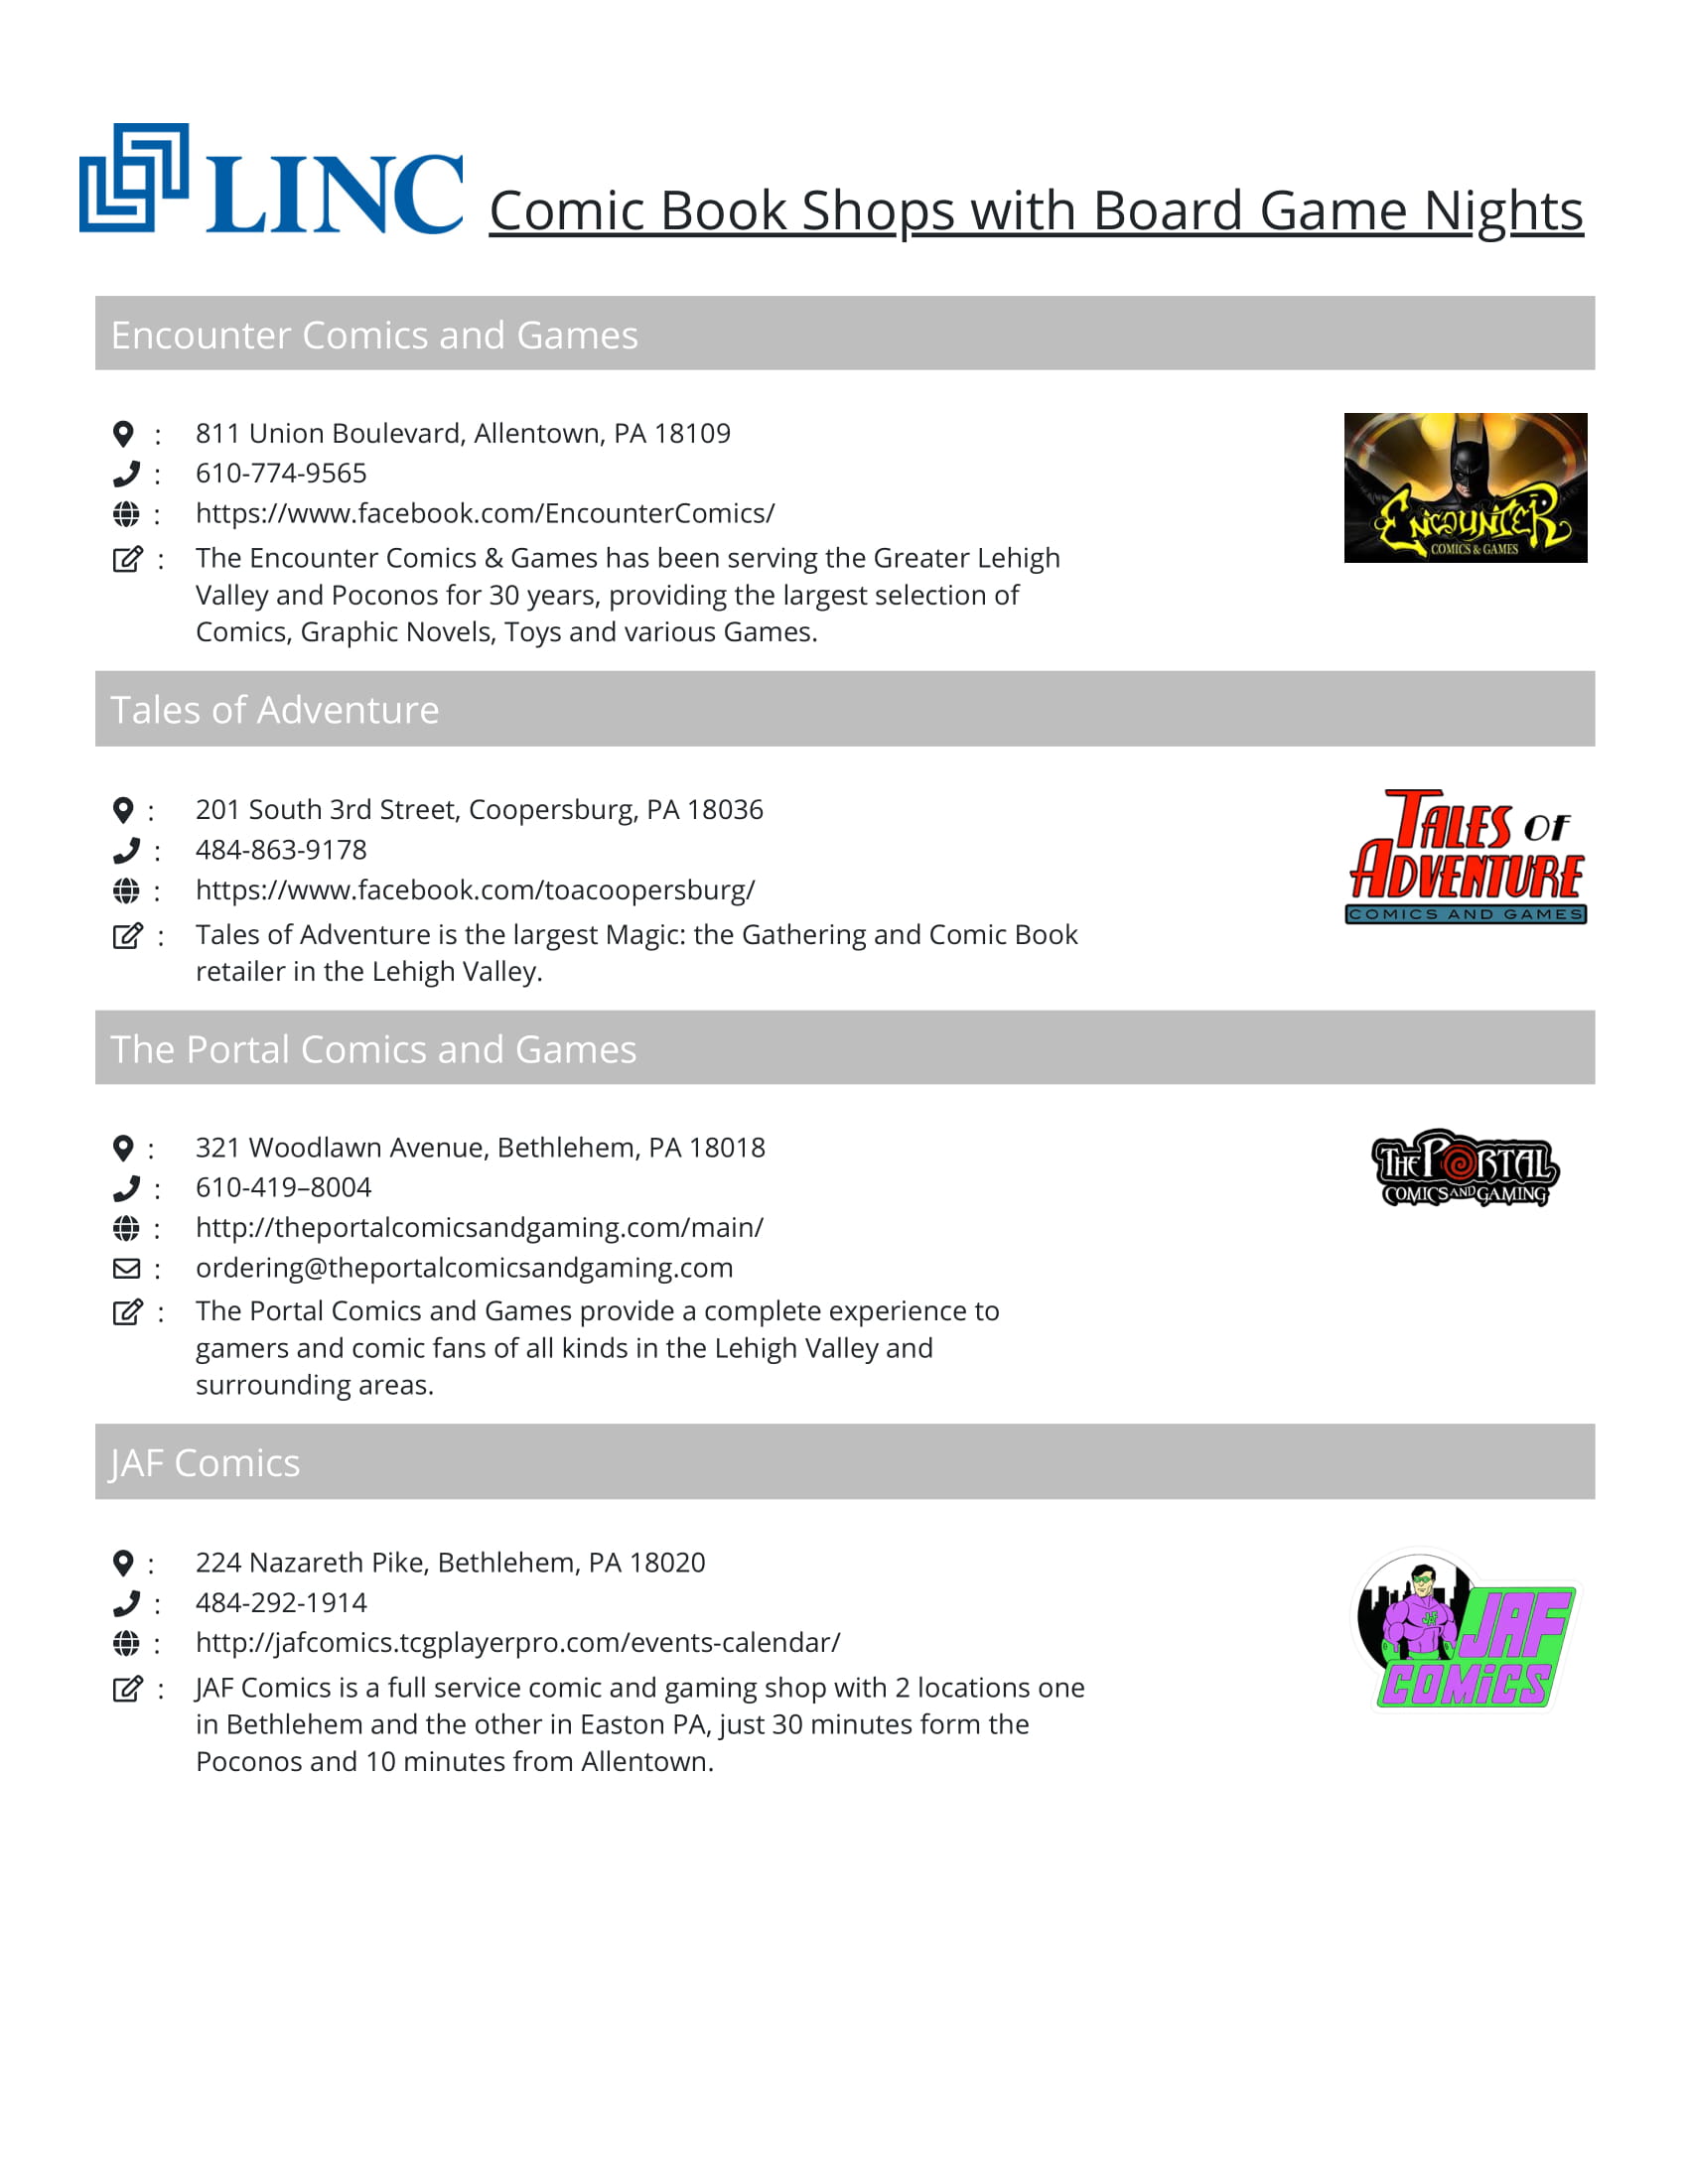 LINC Comic Book Shops with Board Game Nights
Encounter Comics and Games
: 811 Union Boulevard, Allentown, PA 18109
: 610-774-9565
: https://www.facebook.com/EncounterComics/
: The Encounter Comics & Games has been serving the Greater Lehigh
Valley and Poconos for 30 years, providing the largest selection of
Comics, Graphic Novels, Toys and various Games.
ENCOUNTER
COMICS & GAMES
Tales of Adventure
: 201 South 3rd Street, Coopersburg, PA 18036
: 484-863-9178
: https://www.facebook.com/toacoopersburg/
: Tales of Adventure is the largest Magic: the Gathering and Comic Book
retailer in the Lehigh Valley.
TALES OF
ADVENTURE
COMICS AND GAMES
The Portal Comics and Games
: 321 Woodlawn Avenue, Bethlehem, PA 18018
: 610-419–8004
: http://theportalcomicsandgaming.com/main/
: ordering@theportalcomicsandgaming.com
: The Portal Comics and Games provide a complete experience to
gamers and comic fans of all kinds in the Lehigh Valley and
surrounding areas.
THE PORTAL
COMICS AND GAMING
JAF Comics
: 224 Nazareth Pike, Bethlehem, PA 18020
: 484-292-1914
: http://jafcomics.tcgplayerpro.com/events-calendar/
: JAF Comics is a full service comic and gaming shop with 2 locations one
in Bethlehem and the other in Easton PA, just 30 minutes form the
Poconos and 10 minutes from Allentown.
JAF
JAF
COMiCS